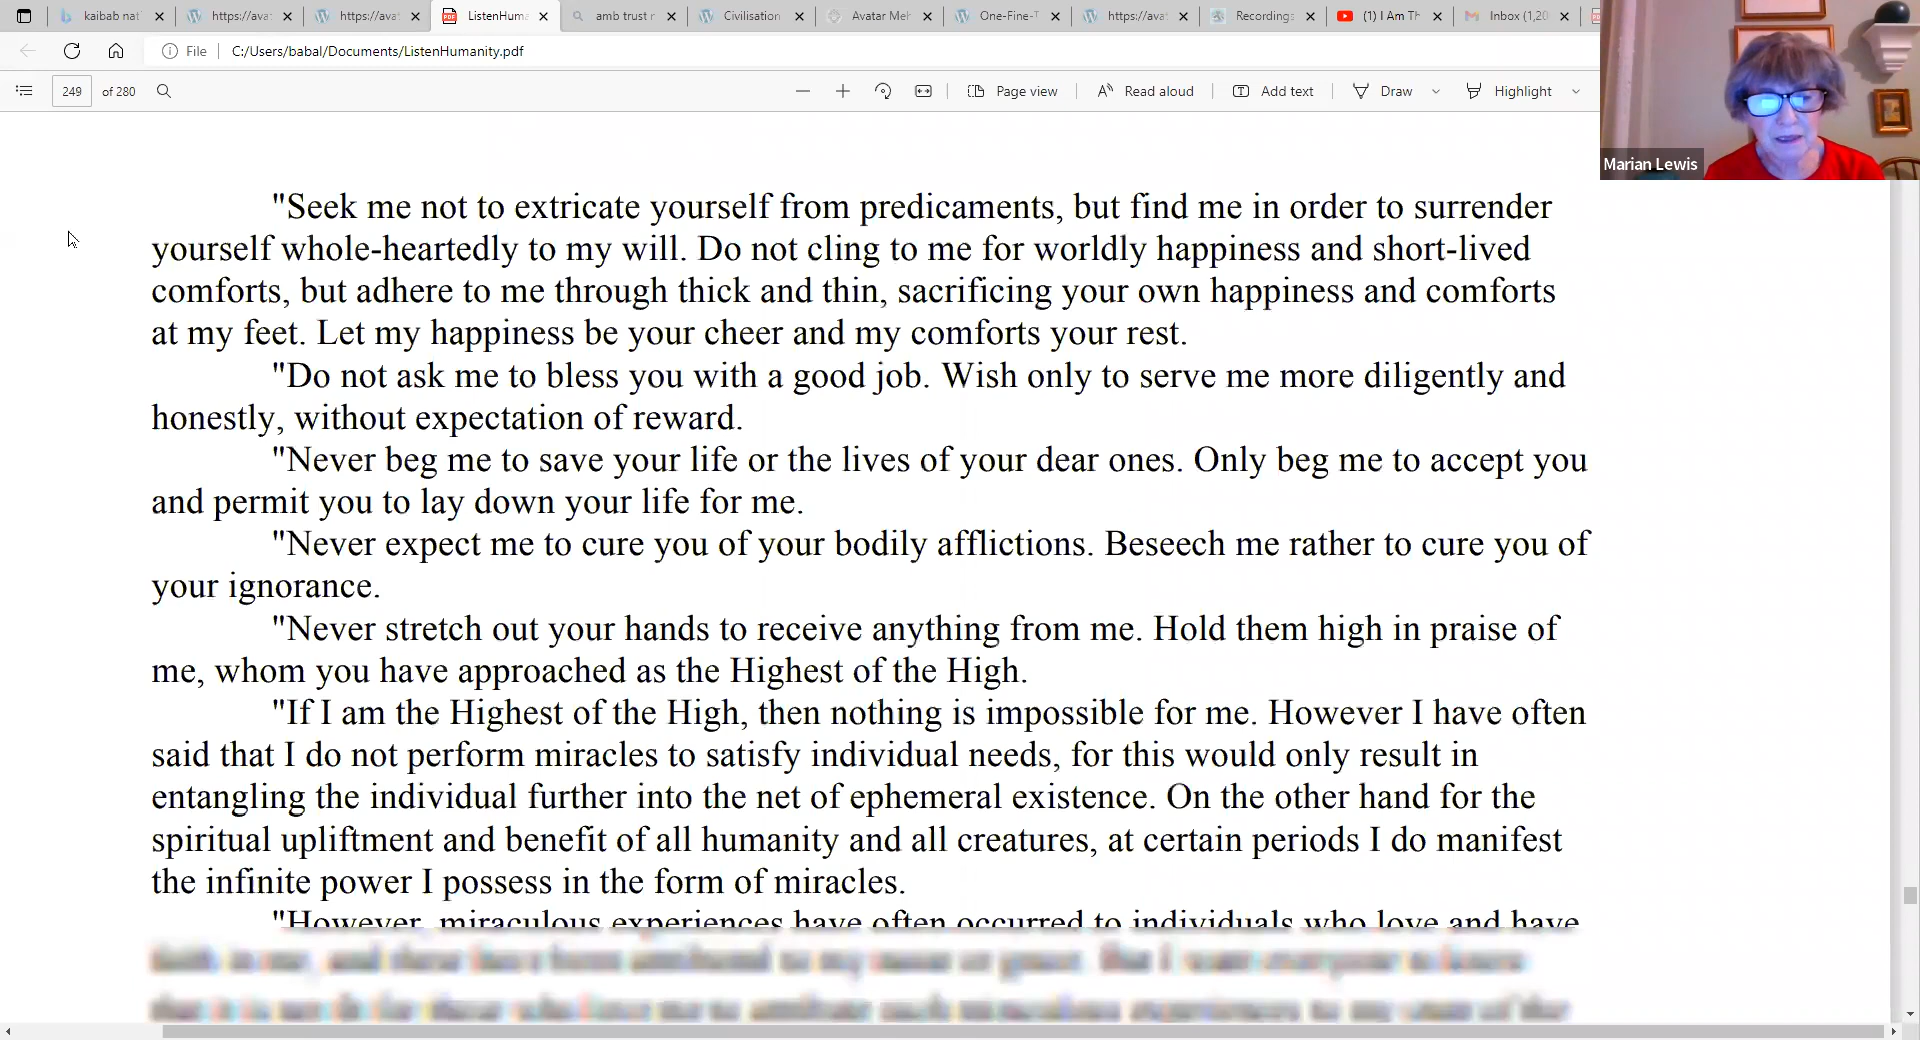 kaibab nat
https://ava
https://ava
ListenHuma
amb trust r
Civilisation
Avatar Meh
One-Fine-T
https://ava
Recordings
(1) I Am Th
Inbox (1,20
File
C:/Users/babal/Documents/ListenHumanity.pdf
249 of 280
Page view
Read aloud
Add text
Draw
Highlight
Marian Lewis
"Seek me not to extricate yourself from predicaments, but find me in order to surrender
yourself whole-heartedly to my will. Do not cling to me for worldly happiness and short-lived
comforts, but adhere to me through thick and thin, sacrificing your own happiness and comforts
at my feet. Let my happiness be your cheer and my comforts your rest.
"Do not ask me to bless you with a good job. Wish only to serve me more diligently and
honestly, without expectation of reward.
"Never beg me to save your life or the lives of your dear ones. Only beg me to accept you
and permit you to lay down your life for me.
"Never expect me to cure you of your bodily afflictions. Beseech me rather to cure you of
your ignorance.
"Never stretch out your hands to receive anything from me. Hold them high in praise of
me, whom you have approached as the Highest of the High.
"If I am the Highest of the High, then nothing is impossible for me. However I have often
said that I do not perform miracles to satisfy individual needs, for this would only result in
entangling the individual further into the net of ephemeral existence. On the other hand for the
spiritual upliftment and benefit of all humanity and all creatures, at certain periods I do manifest
the infinite power I possess in the form of miracles.
"However, miraculous experiences have often occurred to individuals who love and have